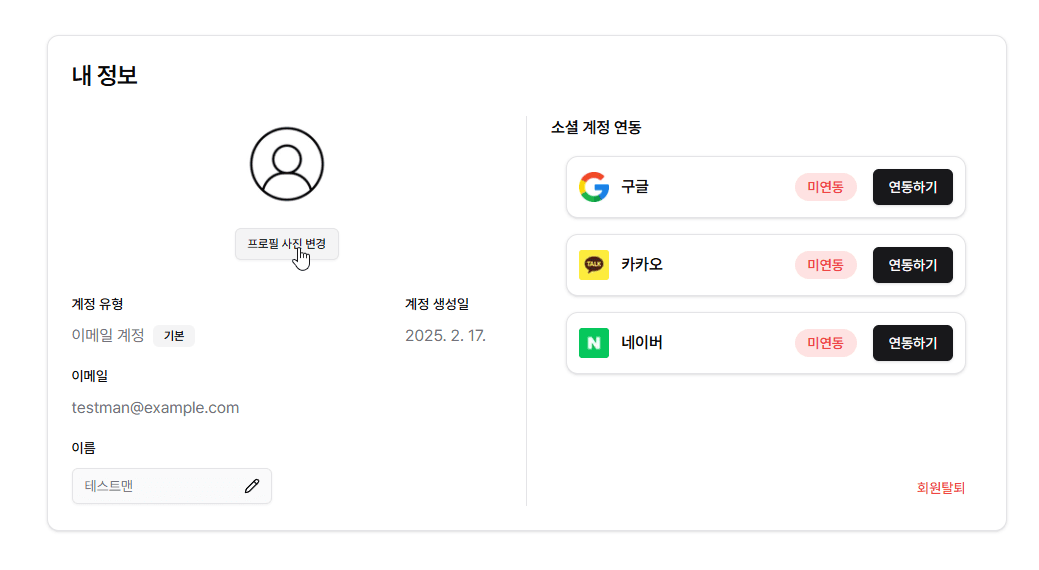 내 정보
프로필 사진 변경
계정 유형
계정 생성일
이메일 계정 기본
2025. 2. 17.
이메일
testman@example.com
이름
테스트맨
소셜 계정 연동
구글 미연동 연동하기
TALK
카카오 미연동 연동하기
N
네이버 미연동 연동하기
회원탈퇴